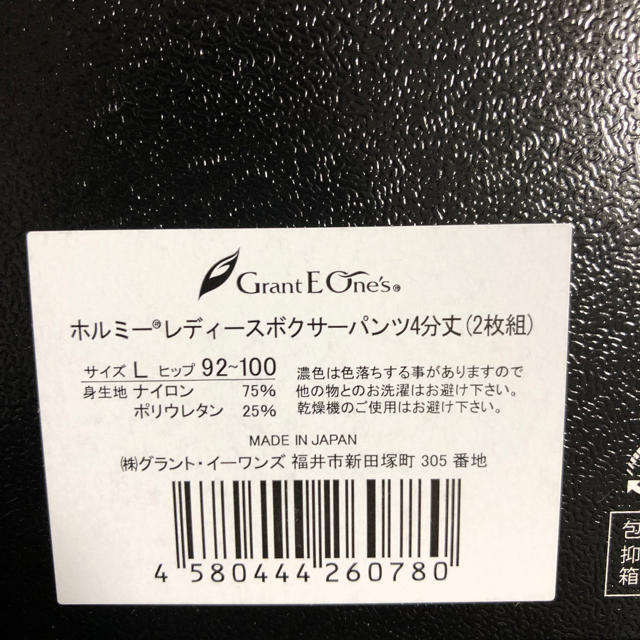 Grant E One's®
ホルミー®レディースボクサーパンツ4分丈(2枚組)
サイズ L ヒップ 92~100
身生地 ナイロン 75%
ポリウレタン 25%
濃色は色落ちする事がありますので
他の物とのお洗濯はお避け下さい。
乾燥機のご使用はお避け下さい。
MADE IN JAPAN
㈱グラント・イーワンズ 福井市新田塚町 305 番地
4 580444 260780
包
抑
箱